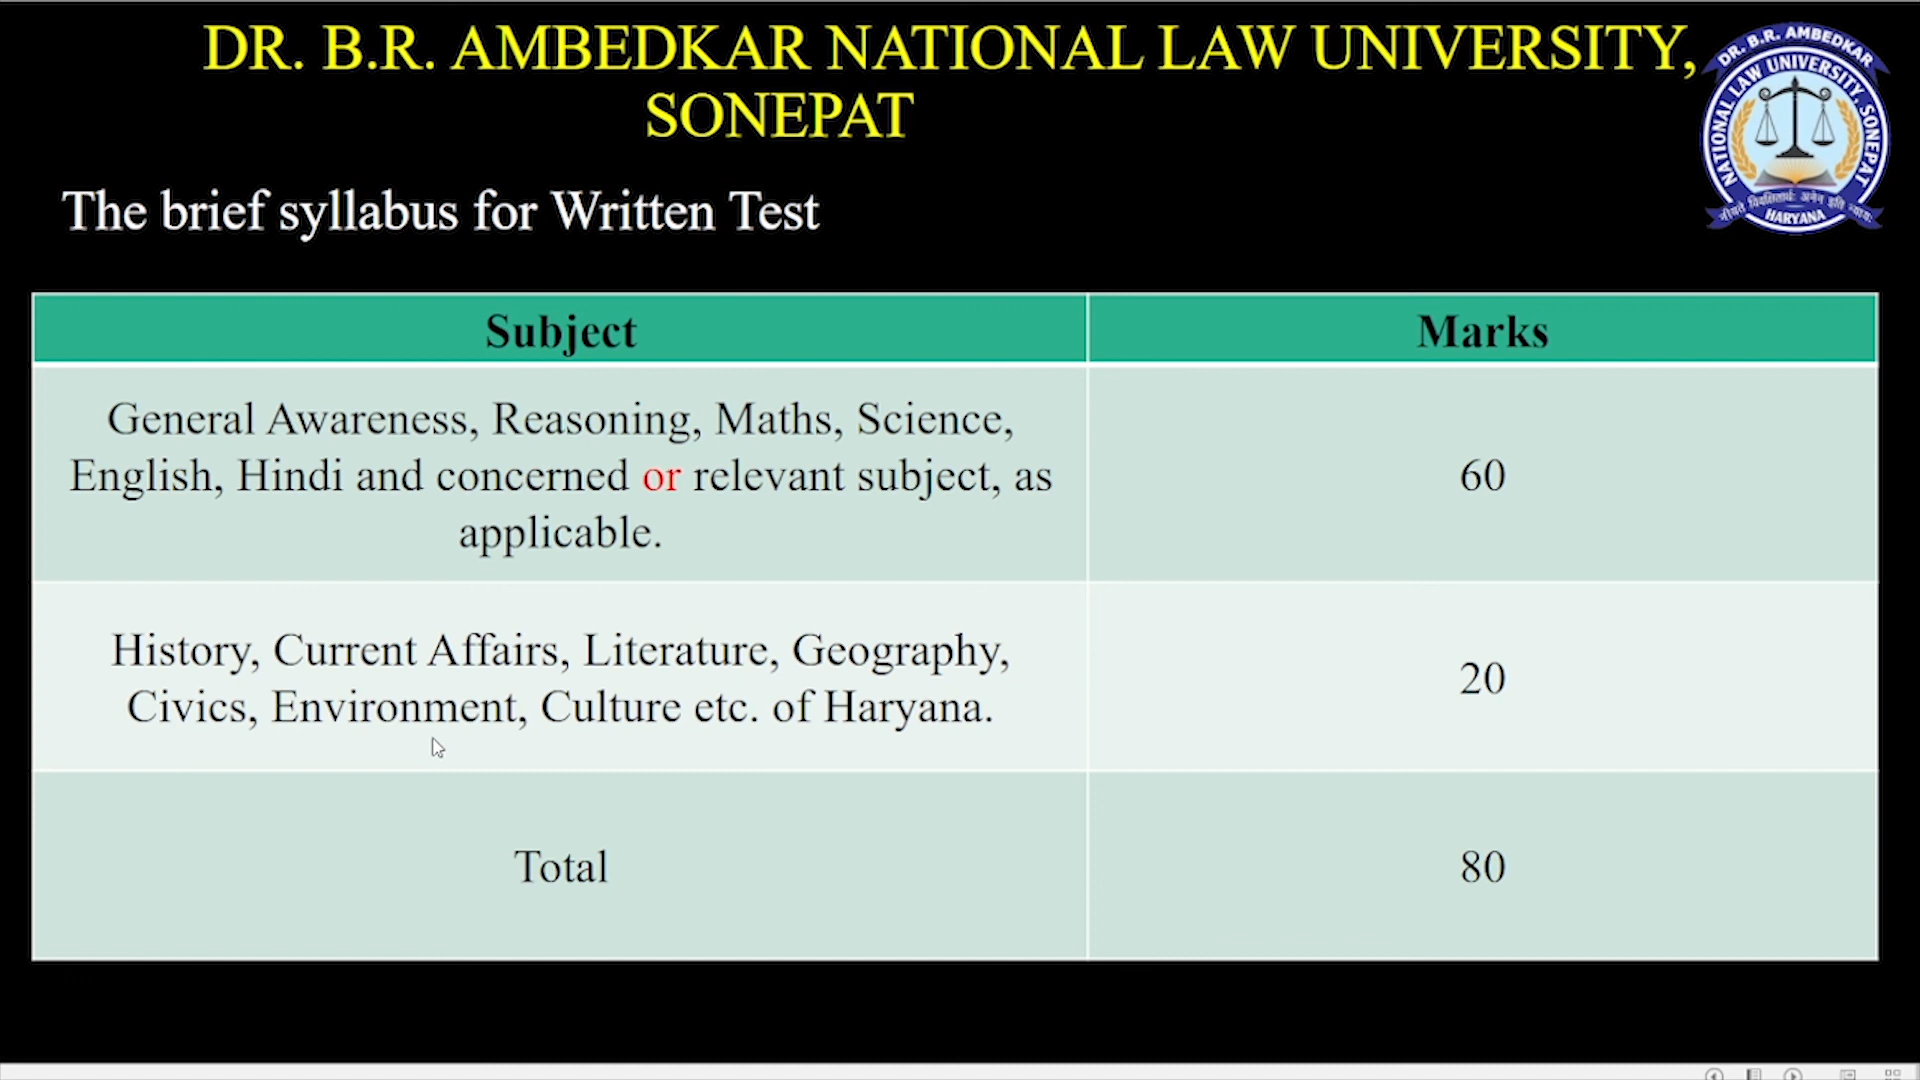 DR. B.R. AMBEDKAR NATIONAL LAW UNIVERSITY,
SONEPAT
DR. B.R. AMBEDKAR
NATIONAL LAW UNIVERSITY, SONEPAT
HARYANA
The brief syllabus for Written Test
Subject
Marks
General Awareness, Reasoning, Maths, Science,
English, Hindi and concerned or relevant subject, as
applicable.
60
History, Current Affairs, Literature, Geography,
Civics, Environment, Culture etc. of Haryana.
20
Total
80